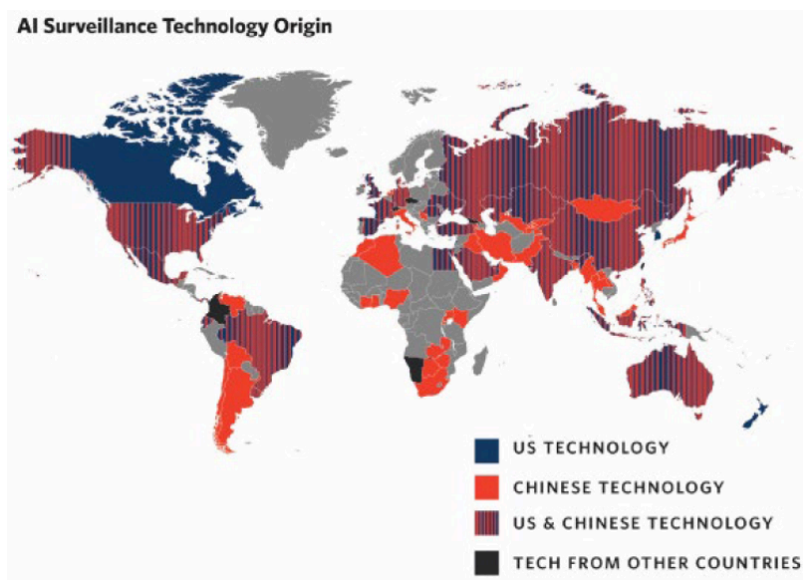 AI Surveillance Technology Origin
US TECHNOLOGY
CHINESE TECHNOLOGY
US & CHINESE TECHNOLOGY
TECH FROM OTHER COUNTRIES